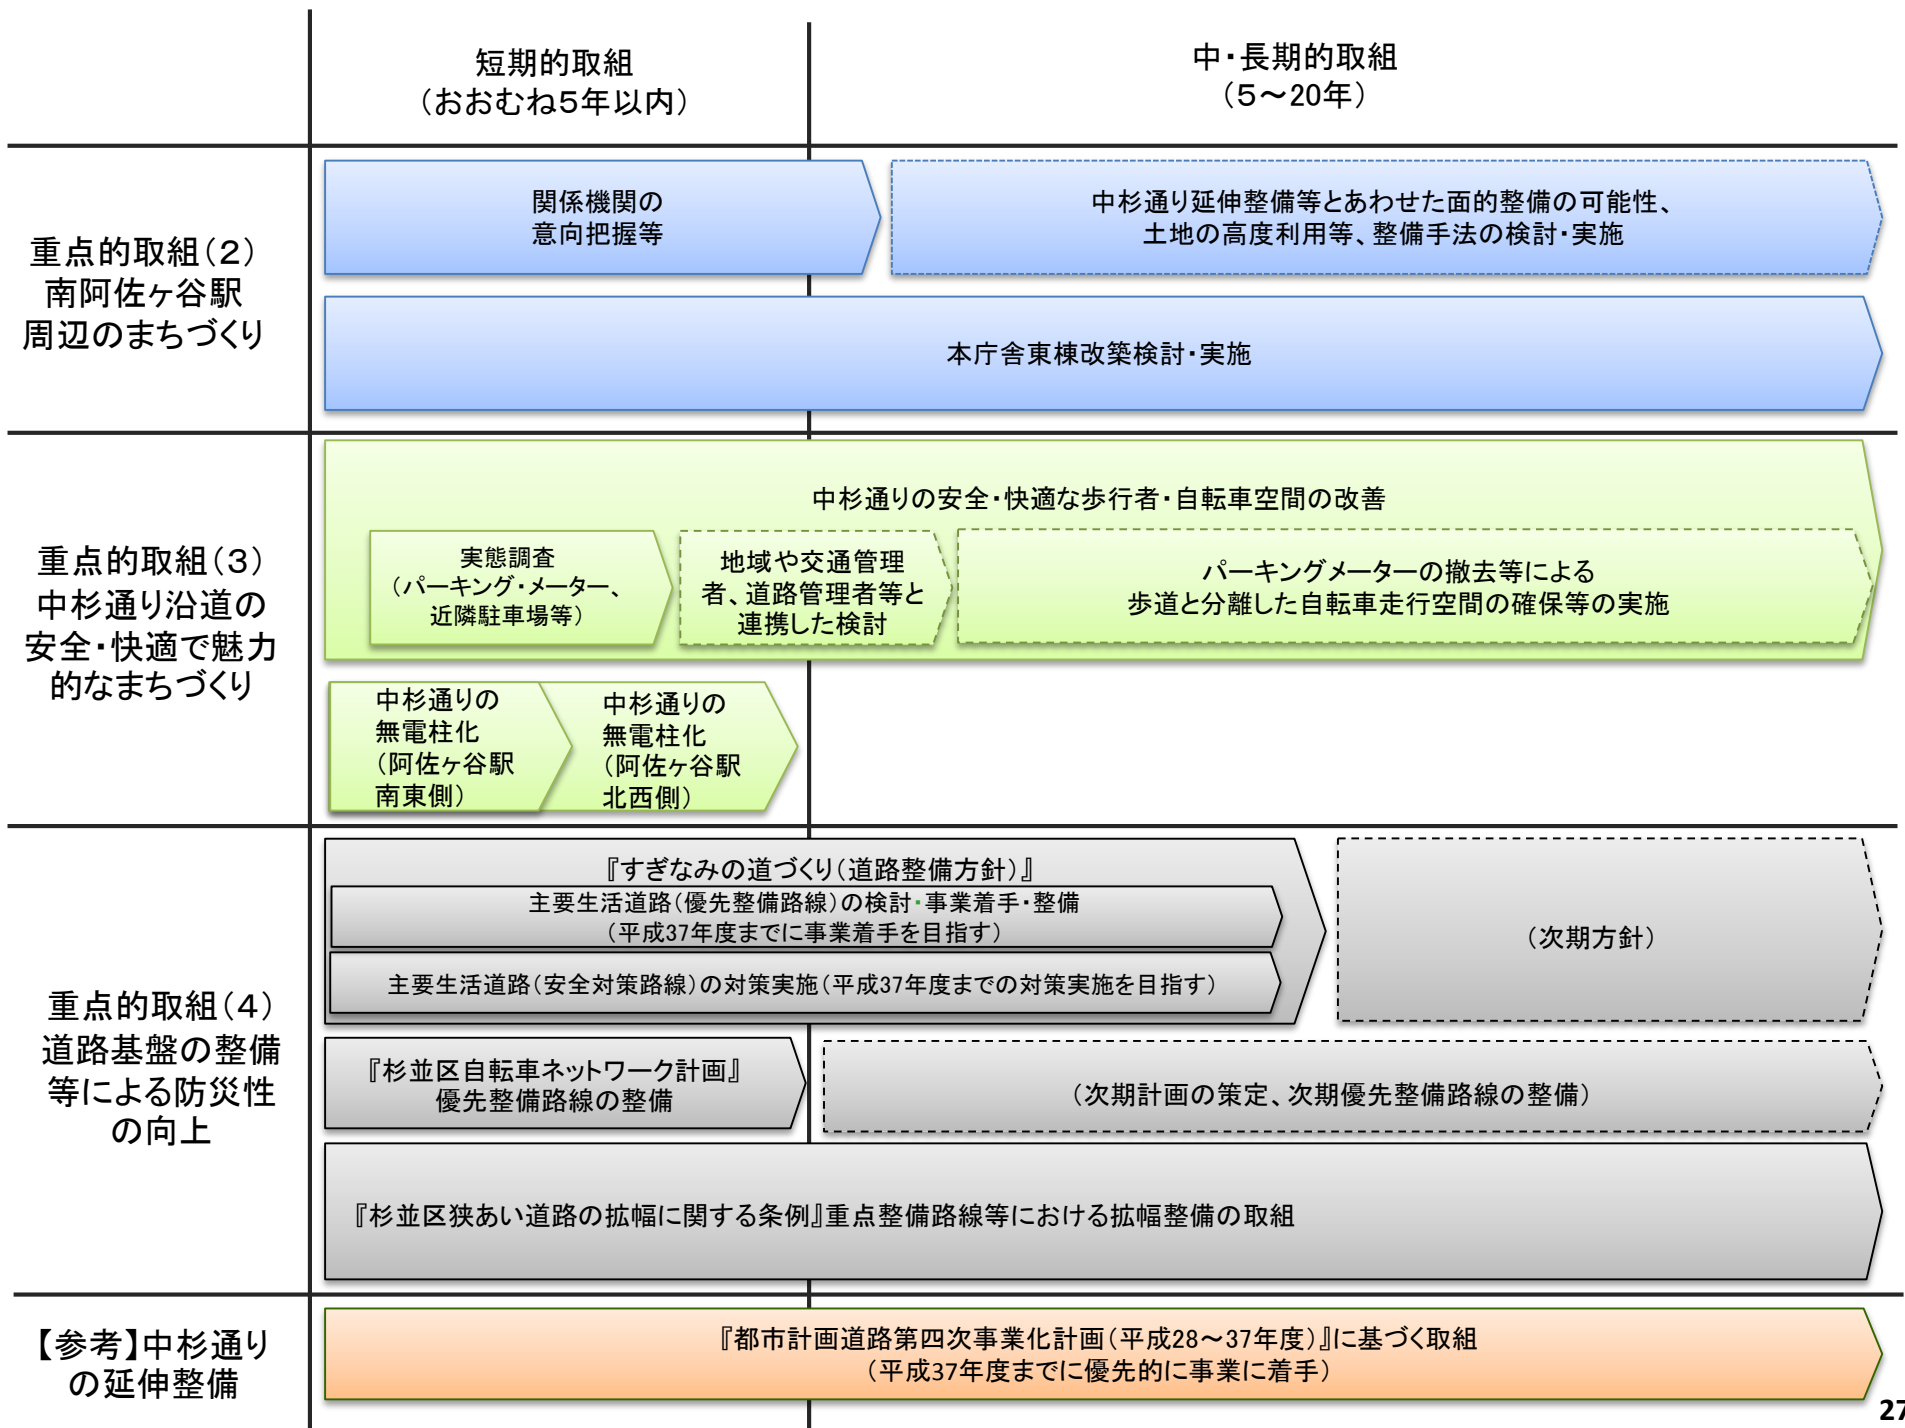 短期的取組
（おおむね５年以内）
中・長期的取組
（５～20年）
重点的取組（２）
南阿佐ヶ谷駅
周辺のまちづくり
関係機関の
意向把握等
中杉通り延伸整備等とあわせた面的整備の可能性、
土地の高度利用等、整備手法の検討・実施
本庁舎東棟改築検討・実施
重点的取組（３）
中杉通り沿道の
安全・快適で魅力
的なまちづくり
中杉通りの安全・快適な歩行者・自転車空間の改善
実態調査
（パーキング・メーター、
近隣駐車場等）
地域や交通管理
者、道路管理者等と
連携した検討
パーキングメーターの撤去等による
歩道と分離した自転車走行空間の確保等の実施
中杉通りの
無電柱化
（阿佐ヶ谷駅
南東側）
中杉通りの
無電柱化
（阿佐ヶ谷駅
北西側）
重点的取組（４）
道路基盤の整備
等による防災性
の向上
『すぎなみの道づくり（道路整備方針）』
主要生活道路（優先整備路線）の検討・事業着手・整備
（平成37年度までに事業着手を目指す）
主要生活道路（安全対策路線）の対策実施（平成37年度までの対策実施を目指す）
（次期方針）
『杉並区自転車ネットワーク計画』
優先整備路線の整備
（次期計画の策定、次期優先整備路線の整備）
『杉並区狭あい道路の拡幅に関する条例』重点整備路線等における拡幅整備の取組
【参考】中杉通り
の延伸整備
『都市計画道路第四次事業化計画（平成28～37年度）』に基づく取組
（平成37年度までに優先的に事業に着手）
27